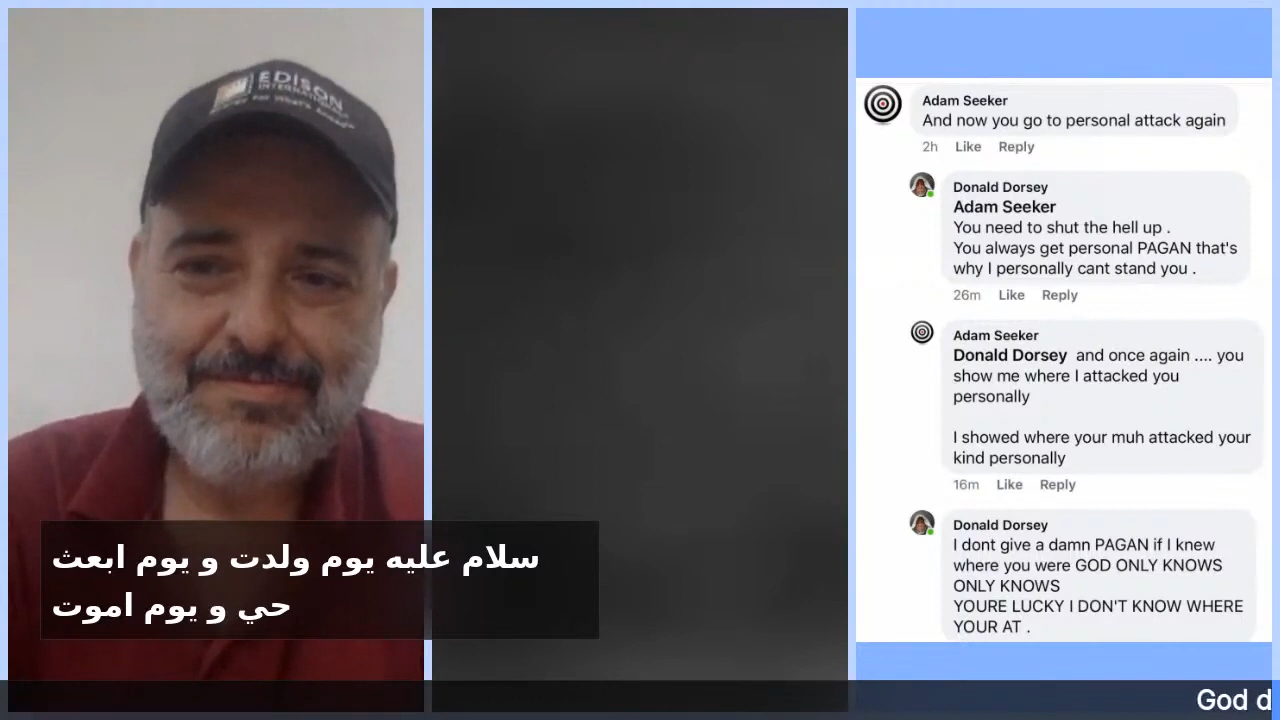 EDISON
INTERNATIONAL
سلام عليه يوم ولدت و يوم ابعث
حي و يوم اموت
Adam Seeker
And now you go to personal attack again
2h Like Reply
Donald Dorsey
Adam Seeker
You need to shut the hell up .
You always get personal PAGAN that's
why I personally cant stand you .
26m Like Reply
Adam Seeker
Donald Dorsey and once again .... you
show me where I attacked you
personally
I showed where your muh attacked your
kind personally
16m Like Reply
Donald Dorsey
I dont give a damn PAGAN if I knew
where you were GOD ONLY KNOWS
ONLY KNOWS
YOURE LUCKY I DON'T KNOW WHERE
YOUR AT .
God d